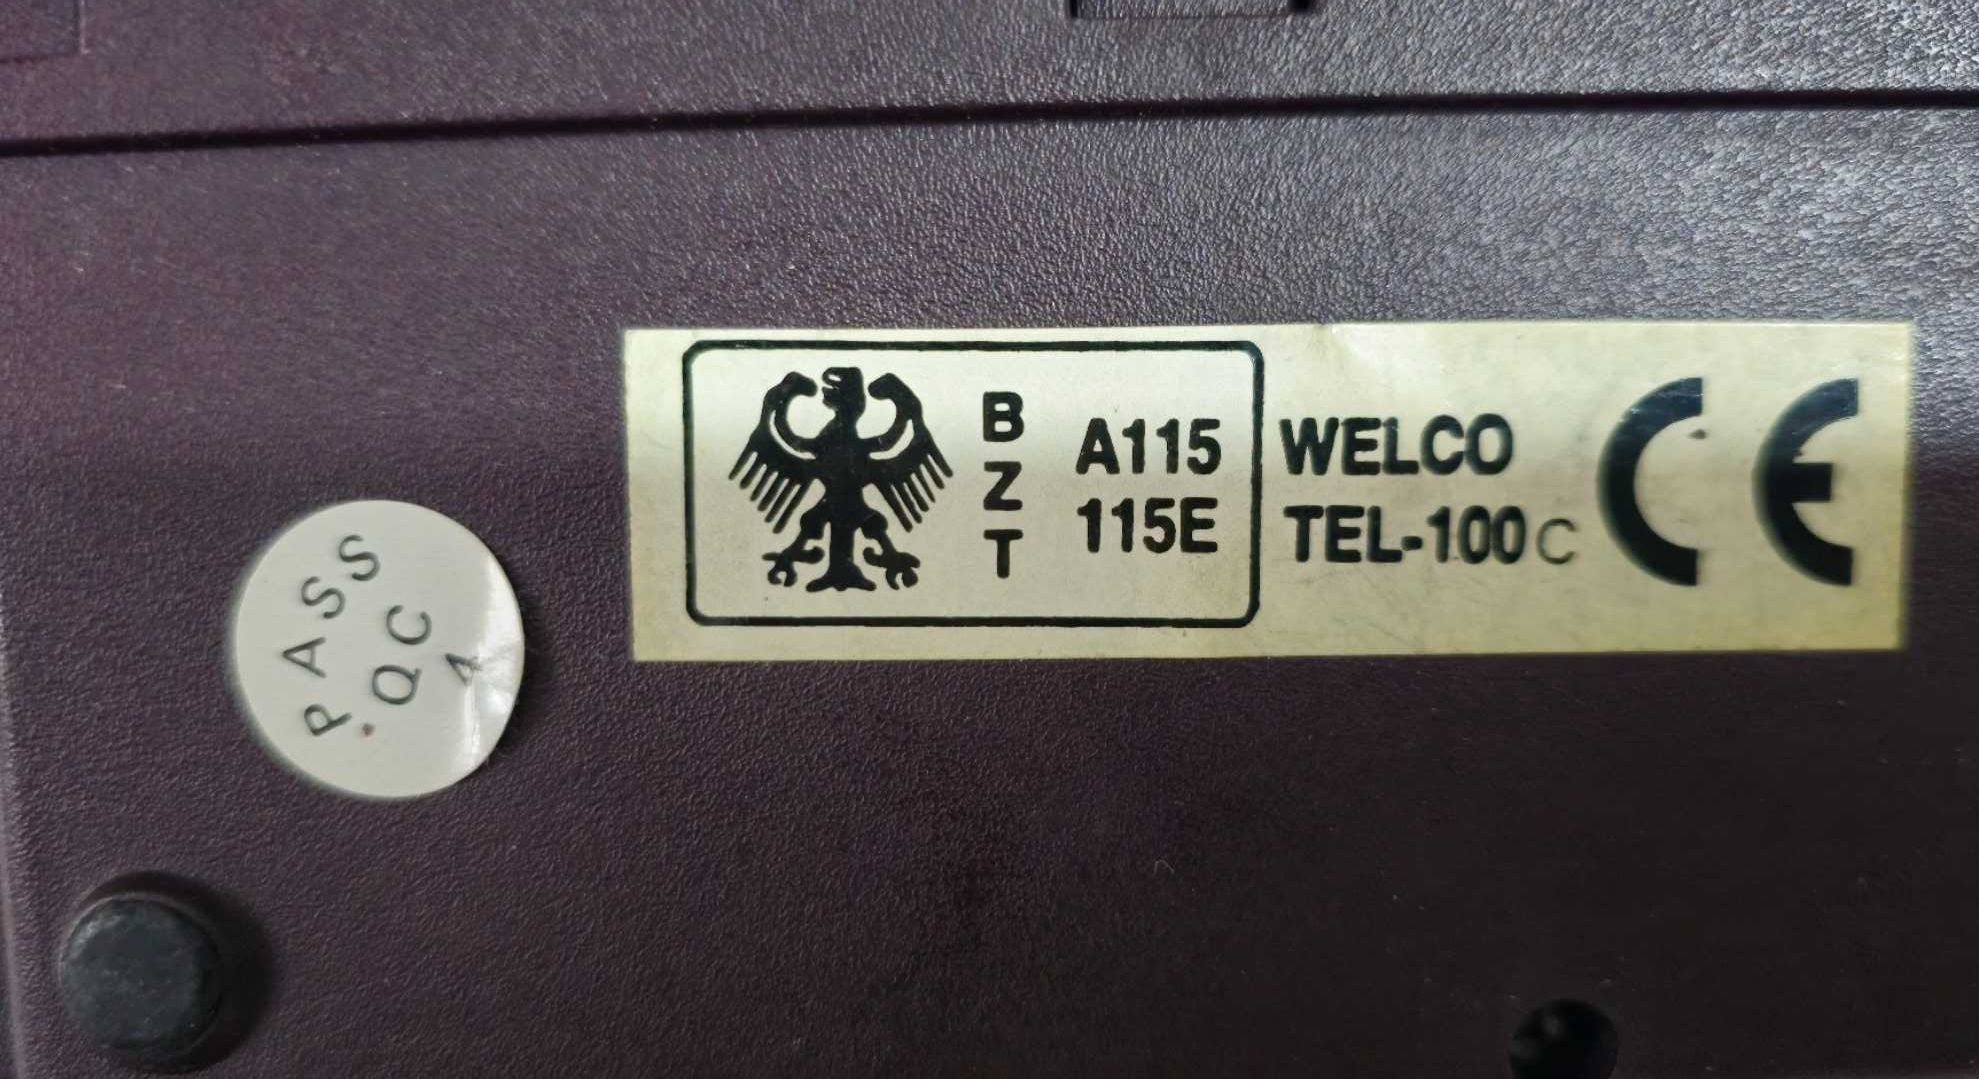 B
Z
T
A115
115E
WELCO
TEL-100C
CE
PASS
QC
4